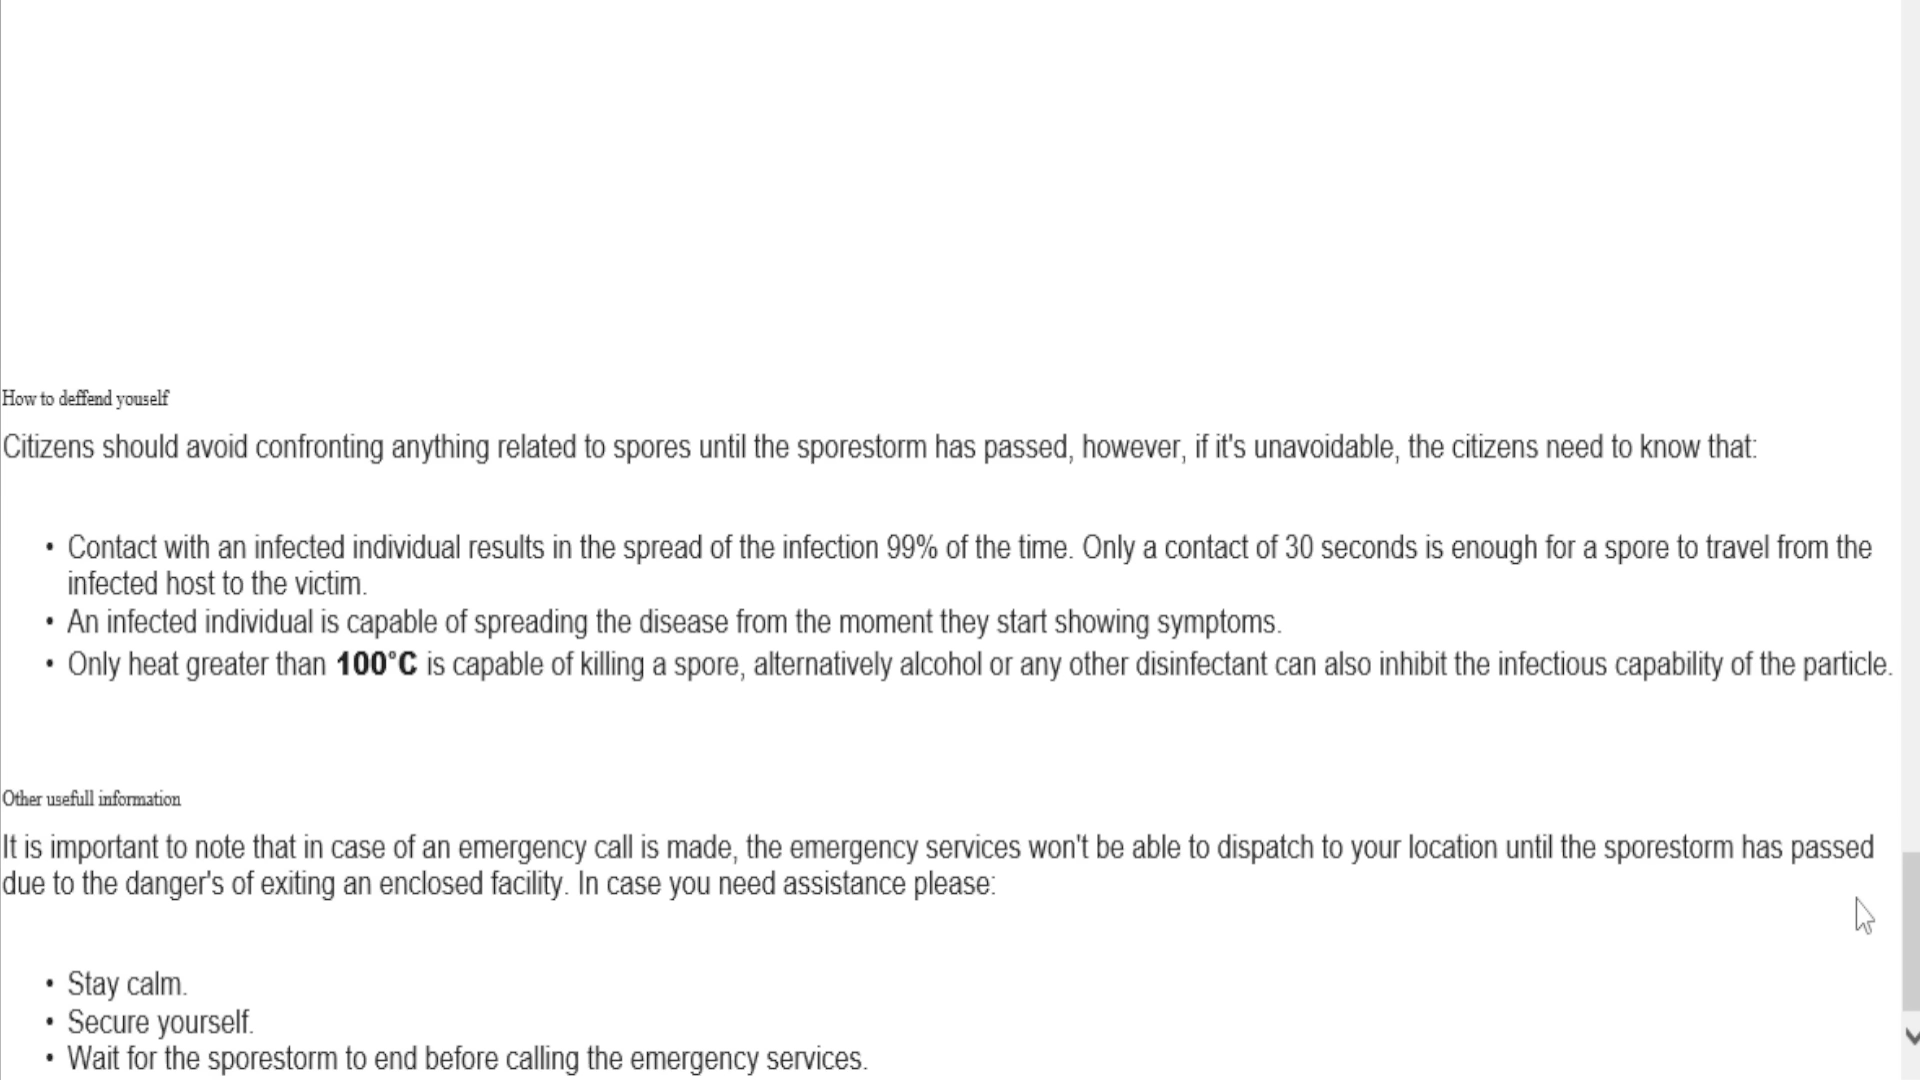 How to deffend youself
Citizens should avoid confronting anything related to spores until the sporestorm has passed, however, if it's unavoidable, the citizens need to know that:
• Contact with an infected individual results in the spread of the infection 99% of the time. Only a contact of 30 seconds is enough for a spore to travel from the
infected host to the victim.
• An infected individual is capable of spreading the disease from the moment they start showing symptoms.
• Only heat greater than 100°C is capable of killing a spore, alternatively alcohol or any other disinfectant can also inhibit the infectious capability of the particle.
Other usefull information
It is important to note that in case of an emergency call is made, the emergency services won't be able to dispatch to your location until the sporestorm has passed
due to the danger's of exiting an enclosed facility. In case you need assistance please:
• Stay calm.
• Secure yourself.
• Wait for the sporestorm to end before calling the emergency services.